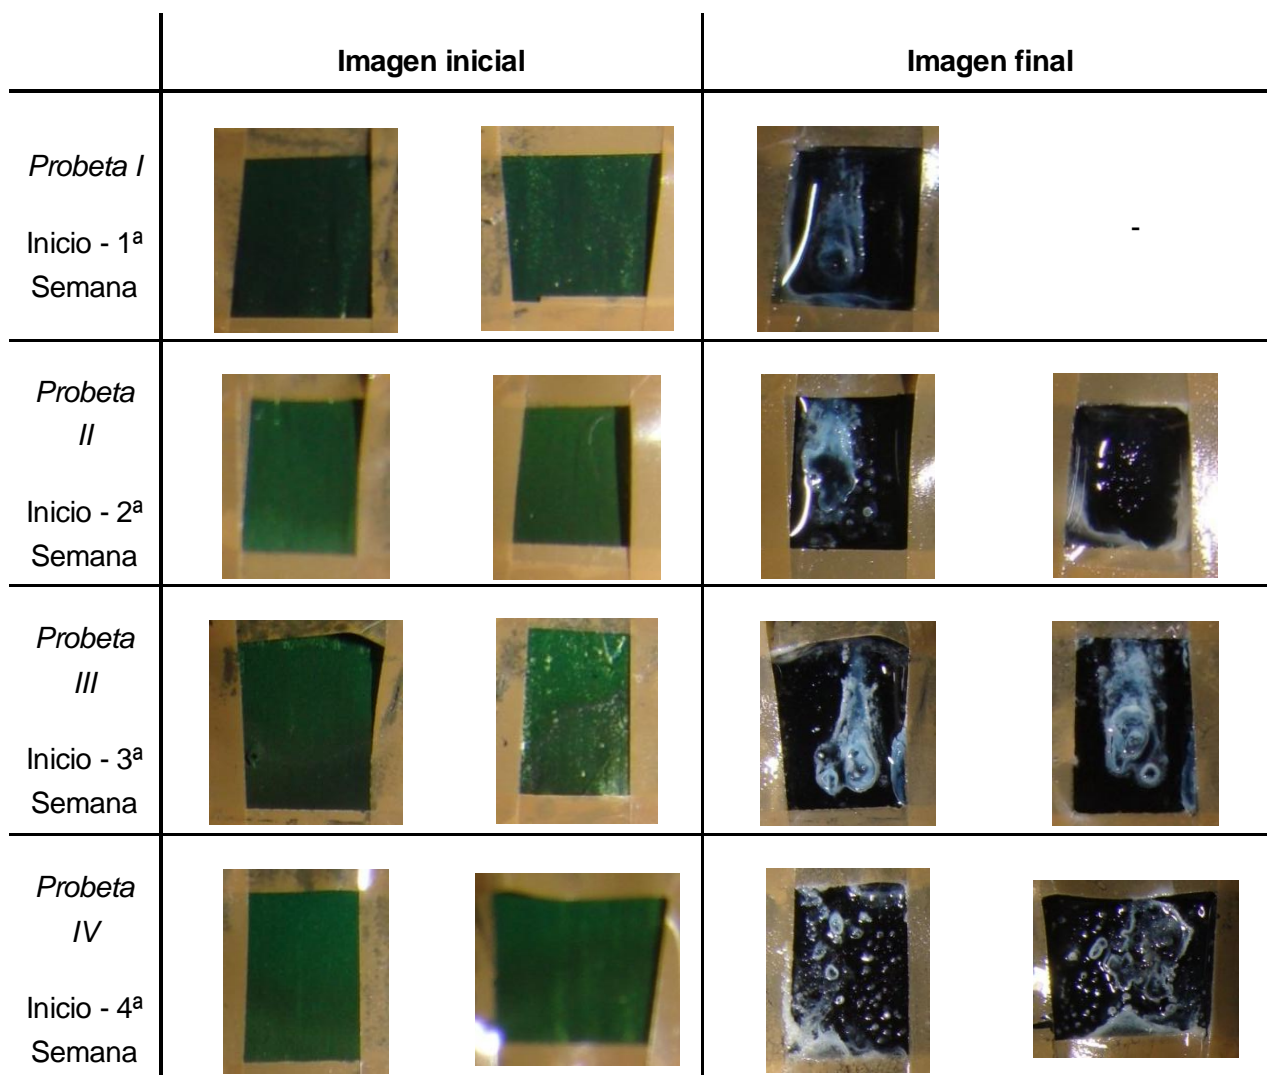 Imagen inicial
Imagen final
Probeta I
Inicio - 1ª
Semana
-
Probeta
II
Inicio - 2ª
Semana
Probeta
III
Inicio - 3ª
Semana
Probeta
IV
Inicio - 4ª
Semana